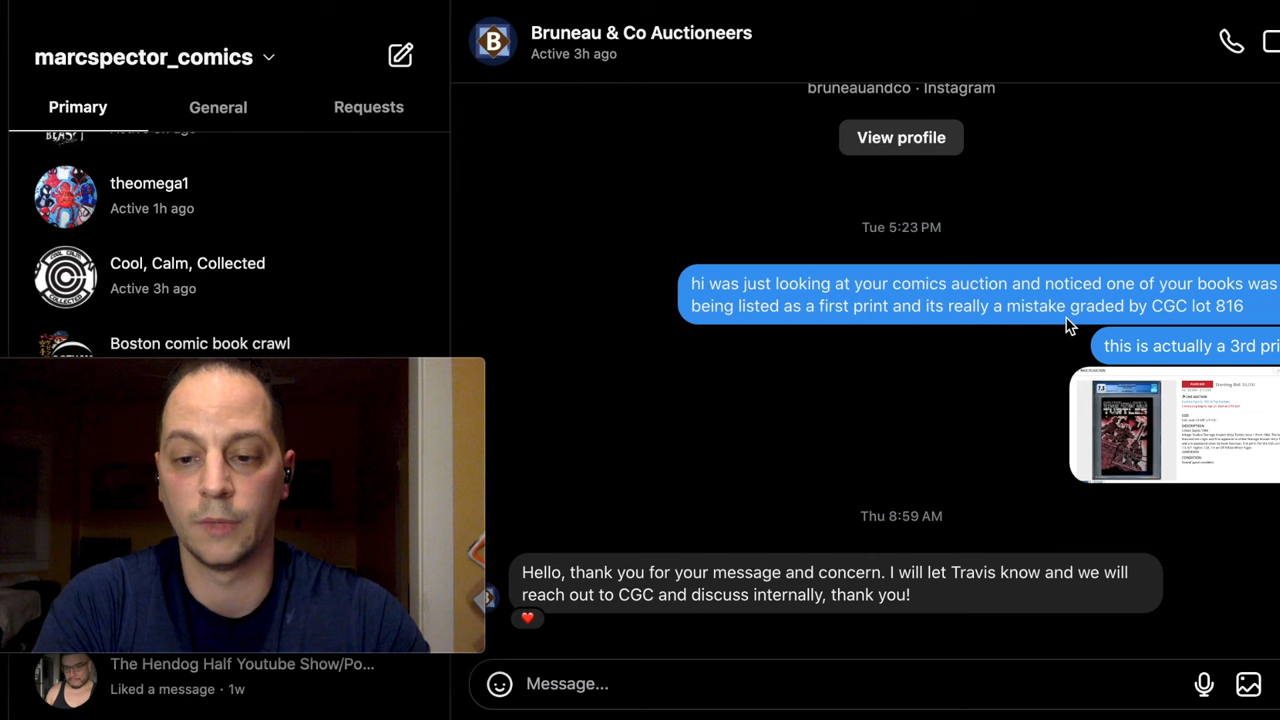 marcspector_comics
Primary
General
Requests
theomega1
Active 1h ago
Cool, Calm, Collected
Active 3h ago
Boston comic book crawl
The Hendog Half Youtube Show/Po...
Liked a message · 1w
B
Bruneau & Co Auctioneers
Active 3h ago
bruneauandco · Instagram
View profile
Tue 5:23 PM
hi was just looking at your comics auction and noticed one of your books was
being listed as a first print and its really a mistake graded by CGC lot 816
this is actually a 3rd pri
TURTLES
Thu 8:59 AM
Hello, thank you for your message and concern. I will let Travis know and we will
reach out to CGC and discuss internally, thank you!
Message...